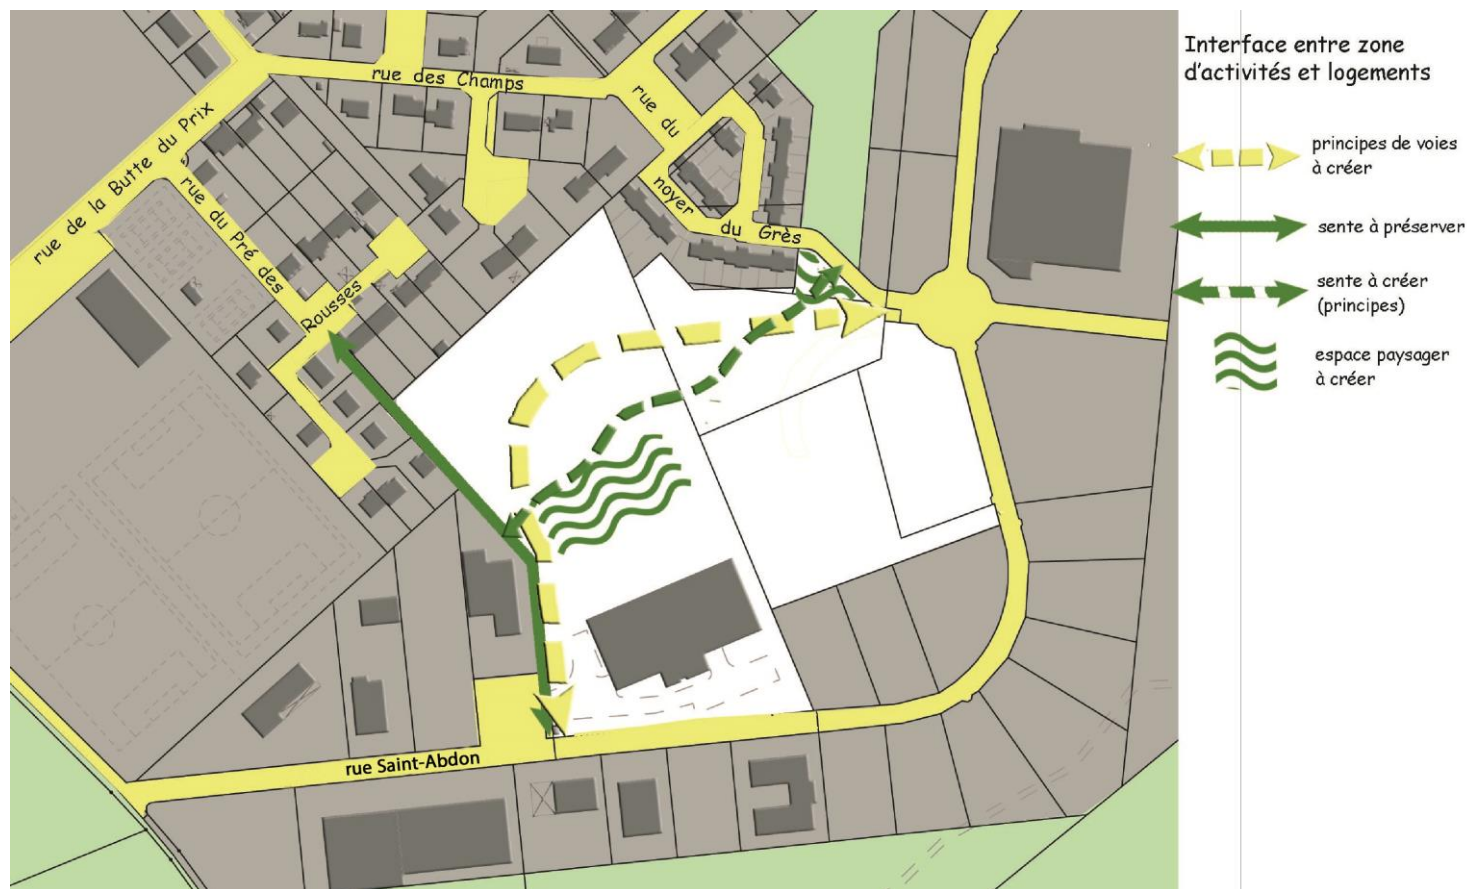 Interface entre zone
d'activités et logements
principes de voies
à créer
sente à préserver
sente à créer
(principes)
espace paysager
à créer
rue des Champs
rue du
noyer
du Grès
rue de la Butte du Prix
rue du Pré des
Rousses
rue Saint-Abdon